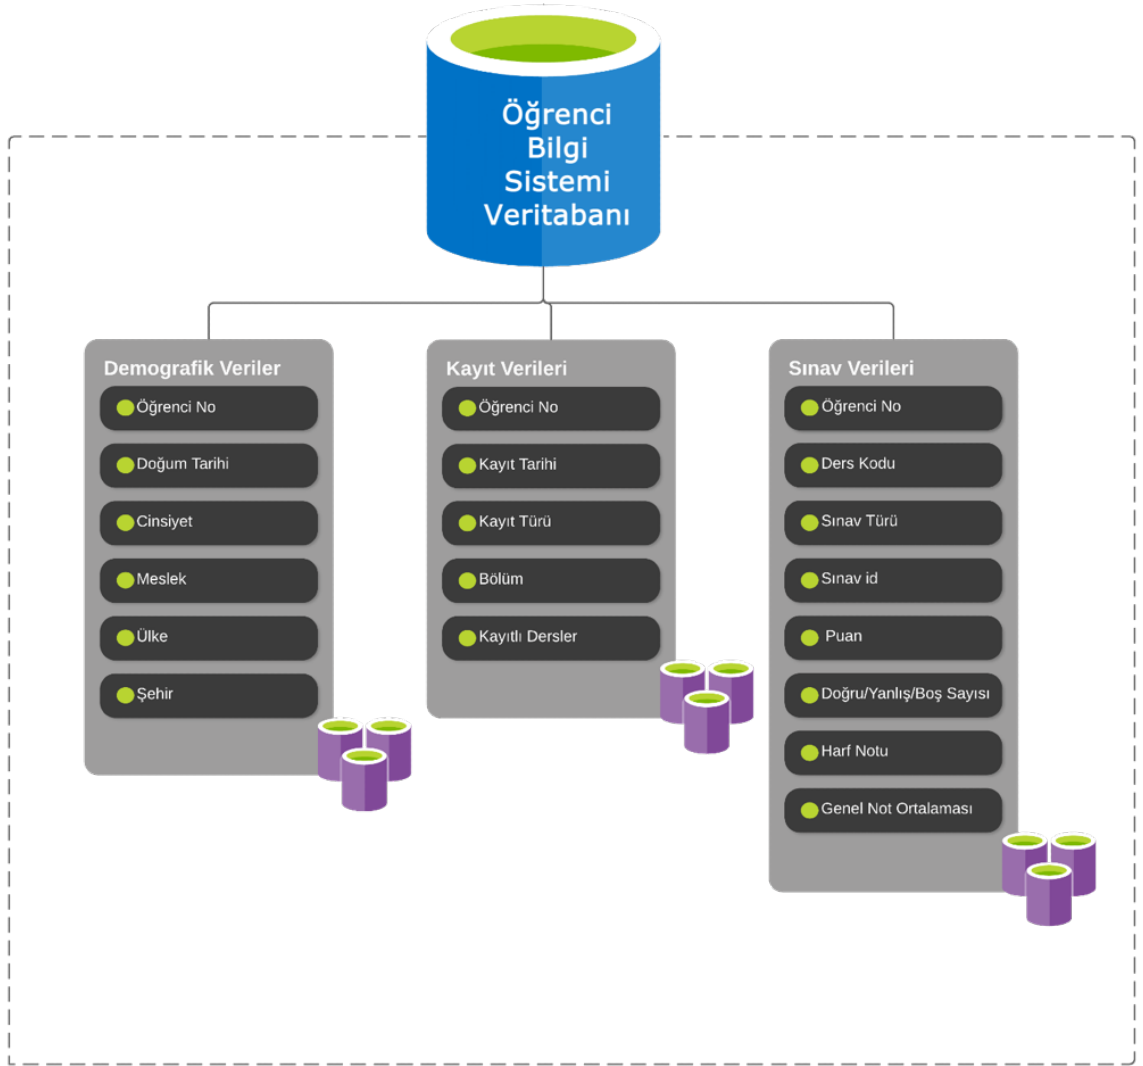 Öğrenci
Bilgi
Sistemi
Veritabanı
Demografik Veriler
Öğrenci No
Doğum Tarihi
Cinsiyet
Meslek
Ülke
Şehir
Kayıt Verileri
Öğrenci No
Kayıt Tarihi
Kayıt Türü
Bölüm
Kayıtlı Dersler
Sınav Verileri
Öğrenci No
Ders Kodu
Sınav Türü
Sınav id
Puan
Doğru/Yanlış/Boş Sayısı
Harf Notu
Genel Not Ortalaması